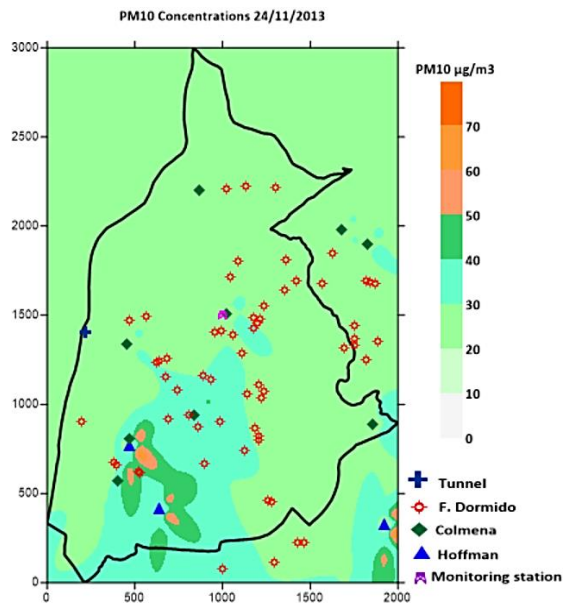 PM10 Concentrations 24/11/2013
3000
2500
2000
1500
1000
500
0
0
500
1000
1500
2000
PM10 µg/m3
70
60
50
40
30
20
10
0
Tunnel
F. Dormido
Colmena
Hoffman
Monitoring station